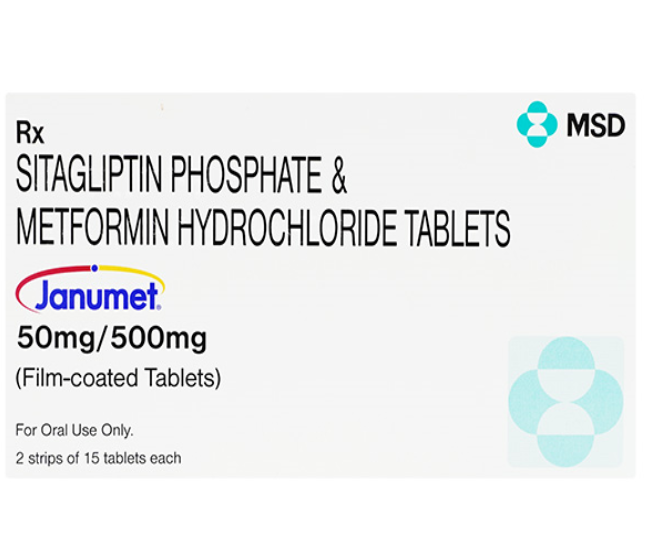 Rx
MSD
SITAGLIPTIN PHOSPHATE &
METFORMIN HYDROCHLORIDE TABLETS
Janumet®
50mg/500mg
(Film-coated Tablets)
For Oral Use Only.
2 strips of 15 tablets each